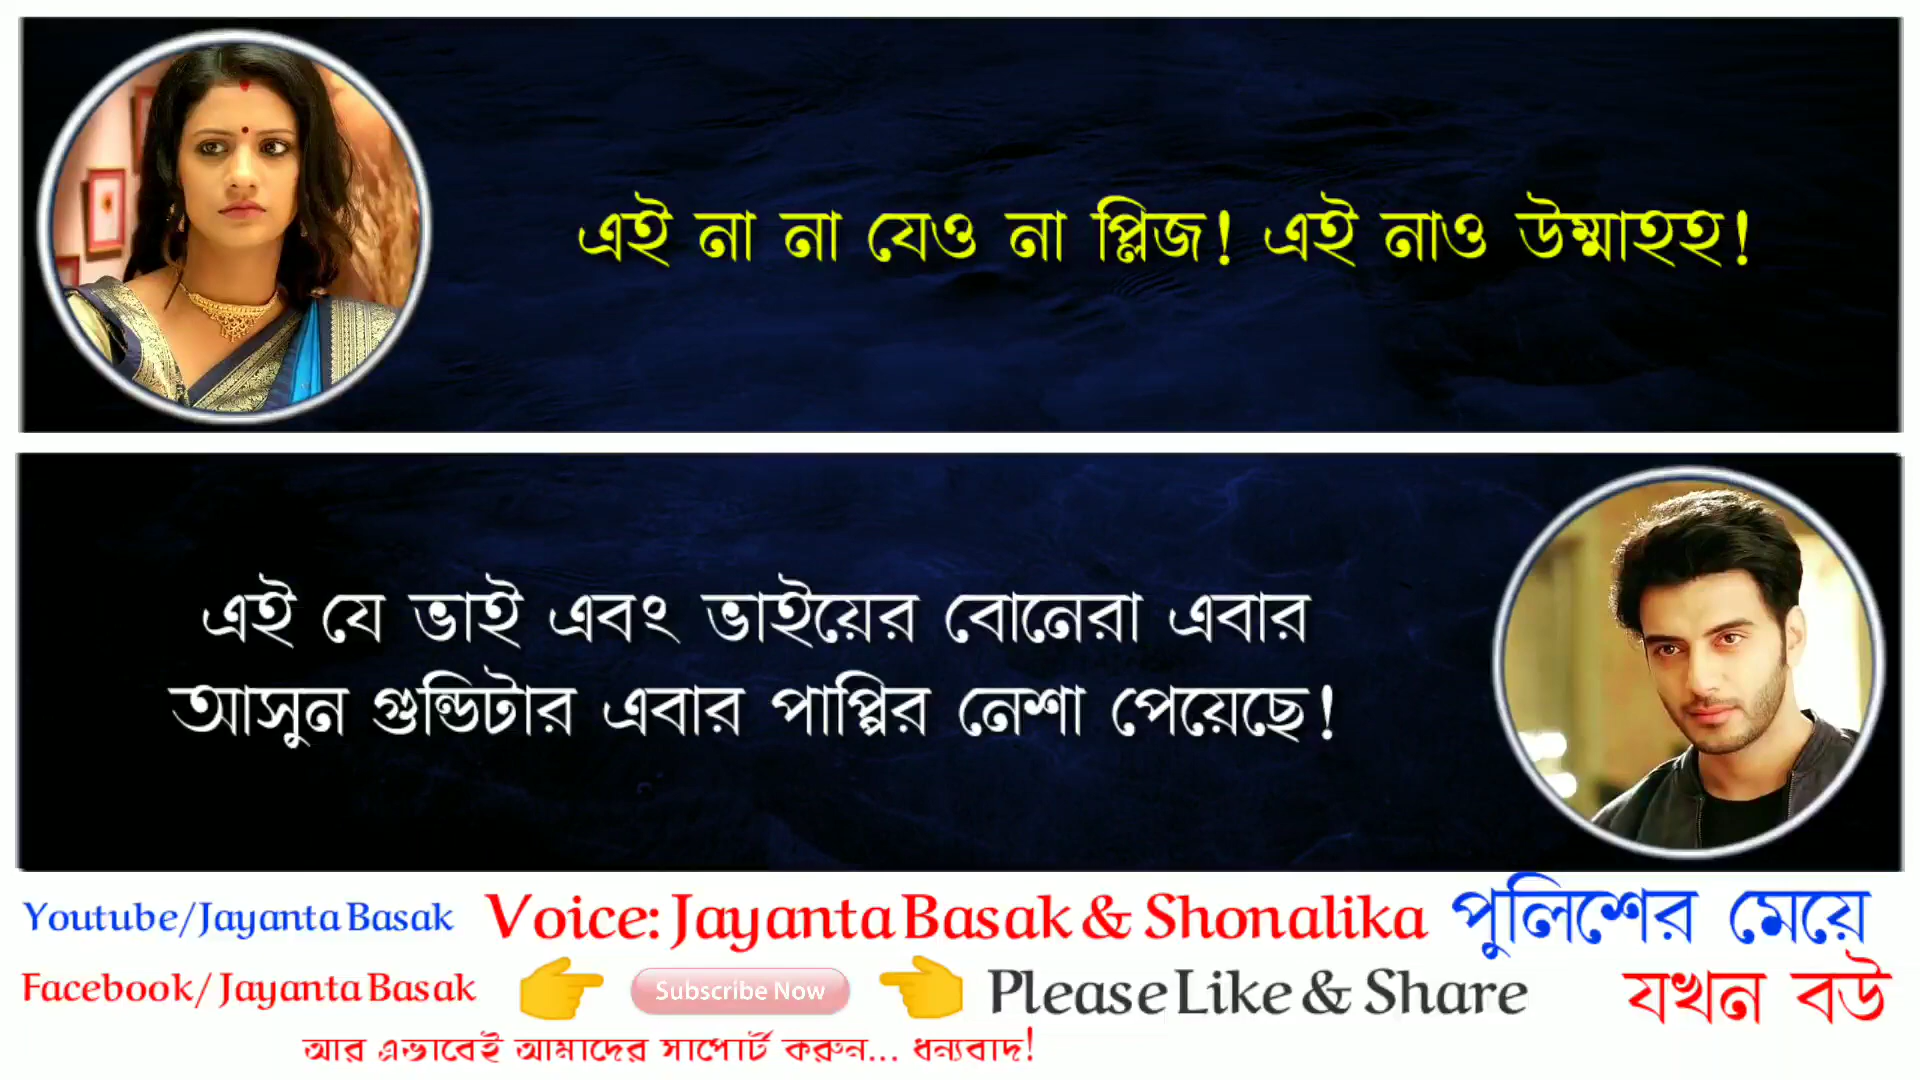 এই না না যেও না প্লিজ! এই নাও উম্মাহহ!
এই যে ভাই এবং ভাইয়ের বোনেরা এবার
আসুন গুন্ডিটার এবার পাপ্পির নেশা পেয়েছে!
Youtube/Jayanta Basak
Voice: Jayanta Basak & Shonalika
পুলিশের মেয়ে
Facebook/ Jayanta Basak
Subscribe Now
Please Like & Share
যখন বউ
আর এভাবেই আমাদের সাপোর্ট করুন... ধন্যবাদ!